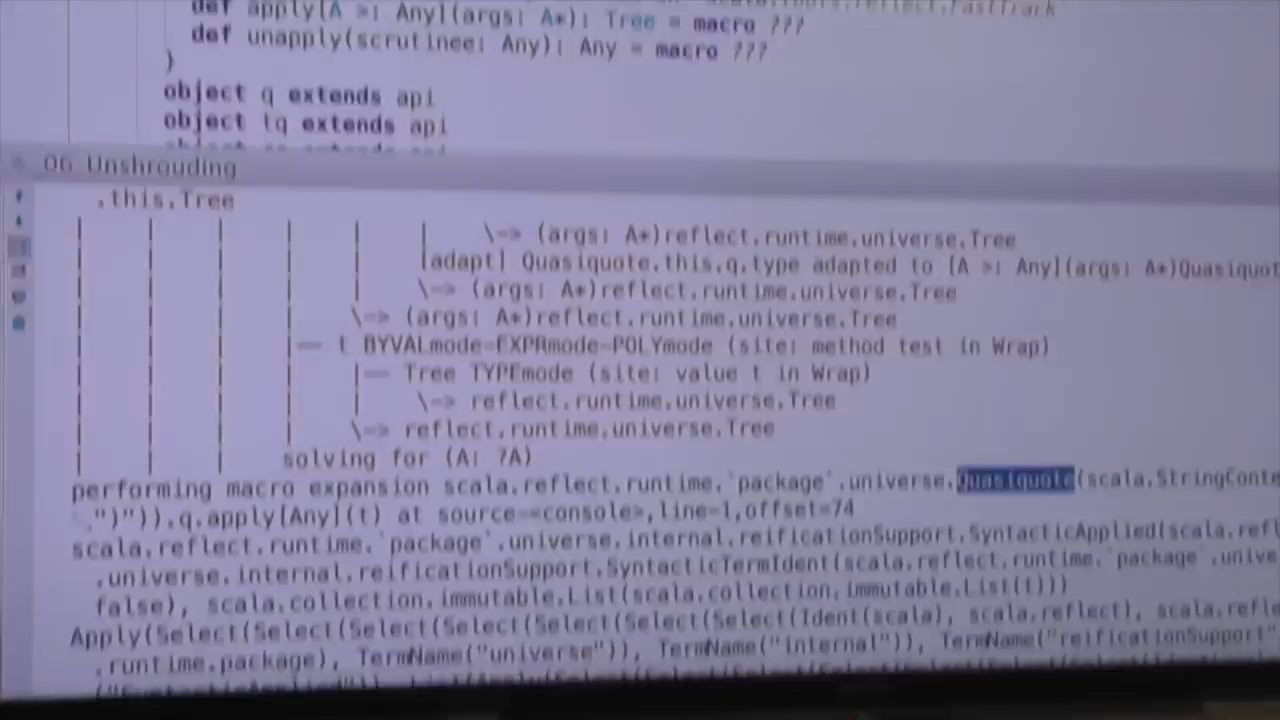 scala.tools.reflect.FastTrack
def apply[A >: Any](args: A*): Tree = macro ???
def unapply(scrutinee: Any): Any = macro ???
}
object q extends api
object tq extends api
06 Unshrouding
.this.Tree
| | | | | | \-> (args: A*)reflect.runtime.universe.Tree
| | | | | [adapt] Quasiquote.this.q.type adapted to [A >: Any](args: A*)Quasiquot
| | | | | \-> (args: A*)reflect.runtime.universe.Tree
| | | | \-> (args: A*)reflect.runtime.universe.Tree
| | | |-- t BYVALmode-EXPRmode-POLYmode (site: method test in Wrap)
| | | | |-- Tree TYPEmode (site: value t in Wrap)
| | | | | \-> reflect.runtime.universe.Tree
| | | | \-> reflect.runtime.universe.Tree
| | | solving for (A: ?A)
performing macro expansion scala.reflect.runtime.`package`.universe.Quasiquote(scala.StringConte
")")).q.apply[Any](t) at source-<console>,line-1,offset=74
scala.reflect.runtime.`package`.universe.internal.reificationSupport.SyntacticApplied(scala.refl
.universe.internal.reificationSupport.SyntacticTermIdent(scala.reflect.runtime.`package`.unive
false), scala.collection.immutable.List(scala.collection.immutable.List(t)))
Apply(Select(Select(Select(Select(Select(Select(Select(Ident(scala), scala.reflect), scala.refle
.runtime.package), TermName("universe")), TermName("internal")), TermName("reificationSupport"